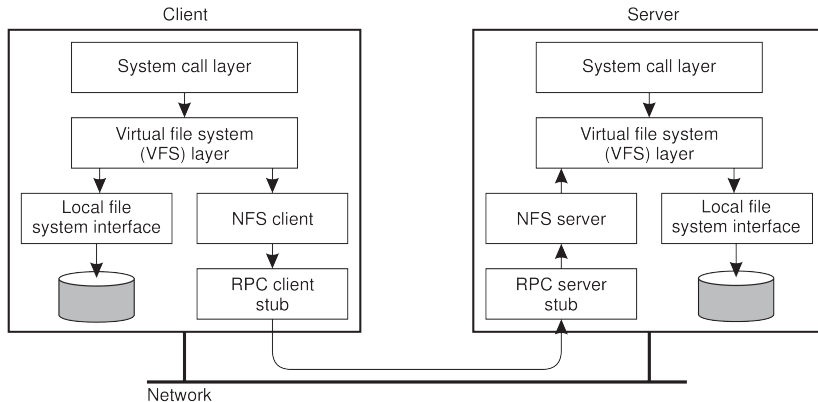 Client
Server
System call layer
System call layer
Virtual file system
(VFS) layer
Virtual file system
(VFS) layer
Local file
system interface
NFS client
NFS server
Local file
system interface
RPC client
stub
RPC server
stub
Network